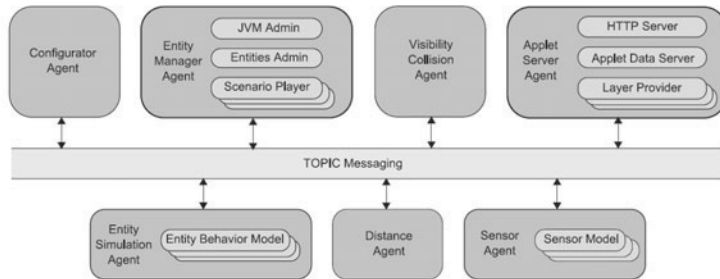 Configurator
Agent
Entity
Manager
Agent
JVM Admin
Entities Admin
Scenario Player
Visibility
Collision
Agent
Applet
Server
Agent
HTTP Server
Applet Data Server
Layer Provider
TOPIC Messaging
Entity
Simulation
Agent
Entity Behavior Model
Distance
Agent
Sensor
Agent
Sensor Model